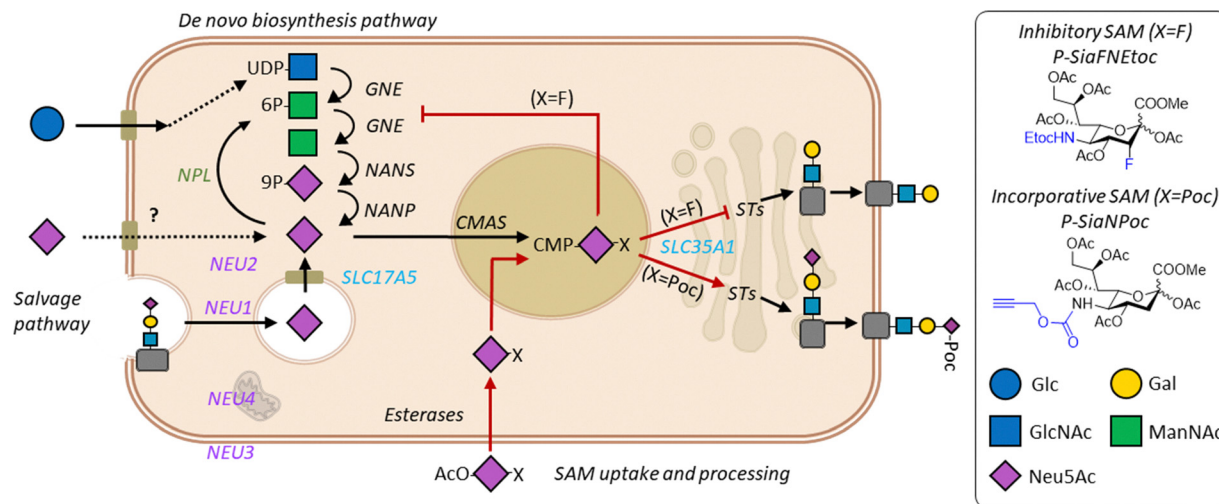 De novo biosynthesis pathway
UDP-
GNE
6P-
GNE
NANS
9P-
NANP
NPL
?
NEU2
SLC17A5
Salvage
pathway
NEU1
NEU4
NEU3
CMAS
CMP- -X
(X=F)
(X=F)
STs
SLC35A1
(X=Poc)
STs
-Poc
-X
Esterases
AcO- -X
SAM uptake and processing
Inhibitory SAM (X=F)
P-SiaFNEtoc
OAc
AcO
OAc
COOMe
AcO
O
OAc
EtocHN
AcO
F
Incorporative SAM (X=Poc)
P-SiaNPoc
OAc
AcO
OAc
COOMe
AcO
O
OAc
NH
AcO
O
O
Glc
Gal
GlcNAc
ManNAc
Neu5Ac